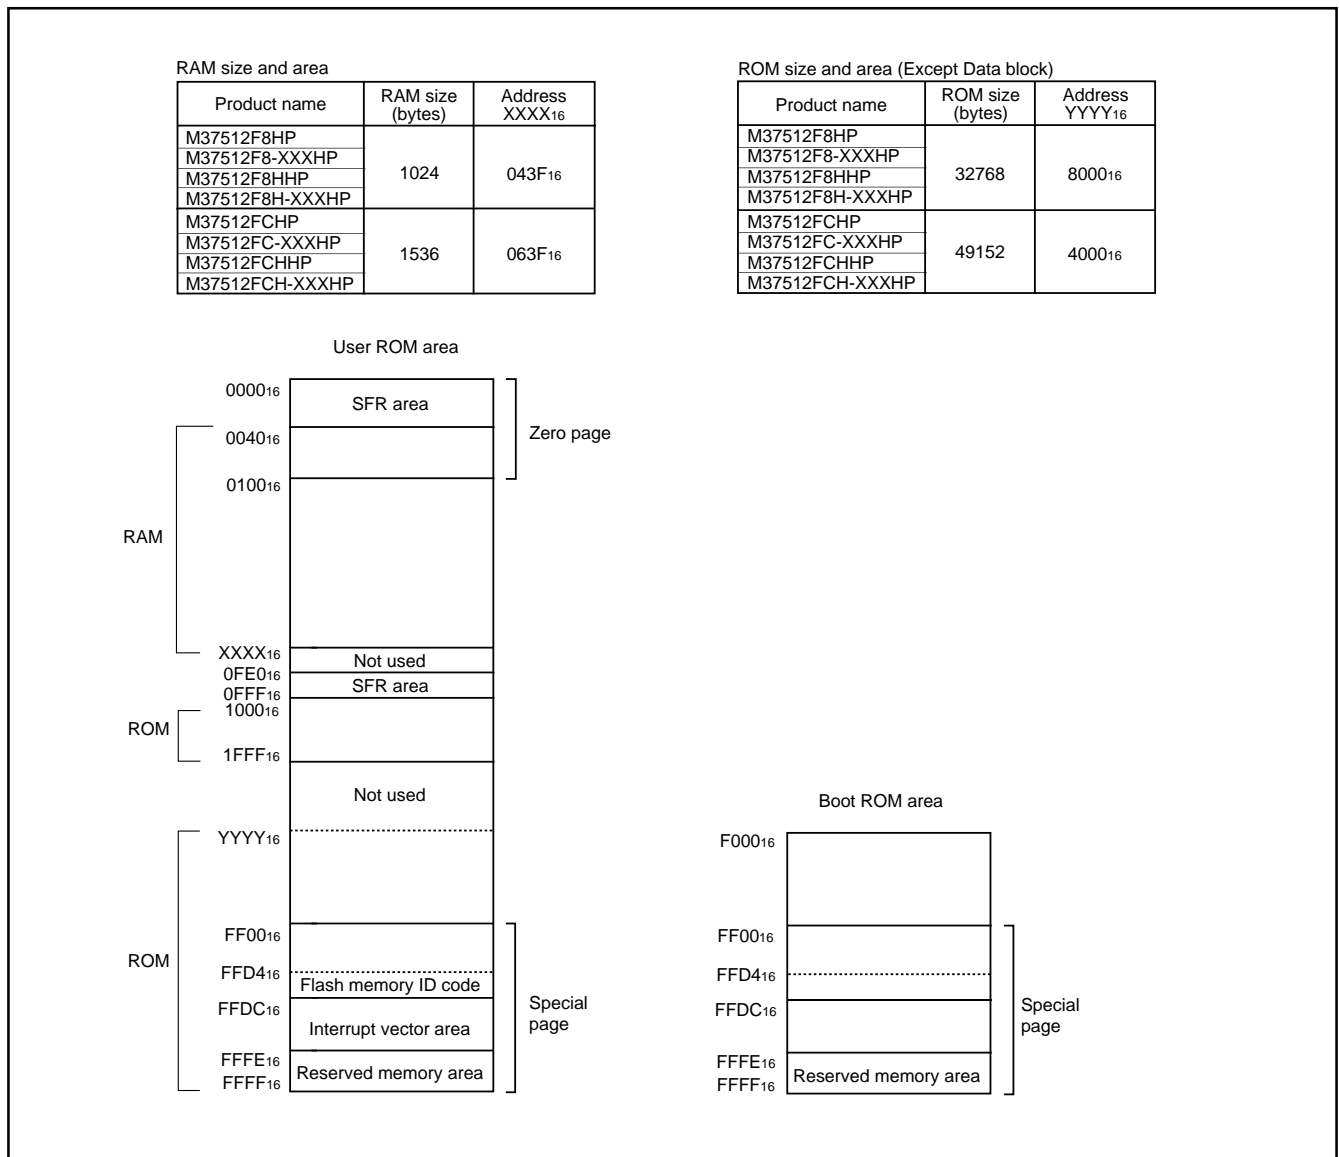 RAM size and area
Product name RAM size (bytes) Address XXXX16
M37512F8HP
M37512F8-XXXHP
M37512F8HHP
M37512F8H-XXXHP
1024 043F16
M37512FCHP
M37512FC-XXXHP
M37512FCHHP
M37512FCH-XXXHP
1536 063F16
ROM size and area (Except Data block)
Product name ROM size (bytes) Address YYYY16
M37512F8HP
M37512F8-XXXHP
M37512F8HHP
M37512F8H-XXXHP
32768 800016
M37512FCHP
M37512FC-XXXHP
M37512FCHHP
M37512FCH-XXXHP
49152 400016
User ROM area
000016
SFR area
Zero page
004016
010016
RAM
XXXX16
Not used
0FE016
SFR area
0FFF16
100016
ROM
1FFF16
Not used
YYYY16
FF0016
ROM
FFD416
Flash memory ID code
FFDC16
Special
page
Interrupt vector area
FFFE16
Reserved memory area
FFFF16
Boot ROM area
F00016
FF0016
FFD416
FFDC16
Special
page
FFFE16
Reserved memory area
FFFF16